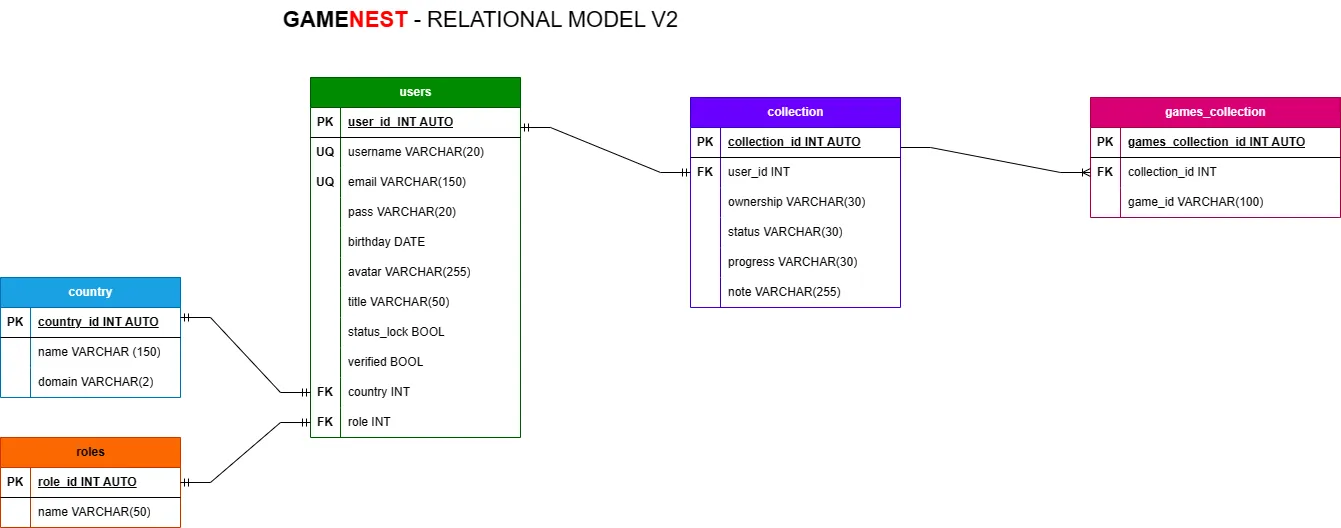 GAMENEST - RELATIONAL MODEL V2
users
PK user_id INT AUTO
UQ username VARCHAR(20)
UQ email VARCHAR(150)
pass VARCHAR(20)
birthday DATE
avatar VARCHAR(255)
title VARCHAR(50)
status_lock BOOL
verified BOOL
FK country INT
FK role INT
collection
PK collection_id INT AUTO
FK user_id INT
ownership VARCHAR(30)
status VARCHAR(30)
progress VARCHAR(30)
note VARCHAR(255)
games_collection
PK games_collection_id INT AUTO
FK collection_id INT
game_id VARCHAR(100)
country
PK country_id INT AUTO
name VARCHAR (150)
domain VARCHAR(2)
roles
PK role_id INT AUTO
name VARCHAR(50)